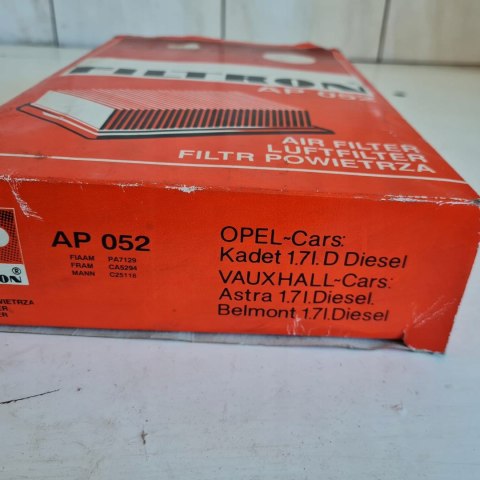 FILTRON
AP 052
AIR FILTER
LUFTFILTER
FILTR POWIETRZA
AP 052
FIAAM PA7129
FRAM CA5294
MANN C25118
OPEL-Cars:
Kadet 1.7l. D Diesel
VAUXHALL-Cars:
Astra 1.7l.Diesel.
Belmont 1.7l.Diesel